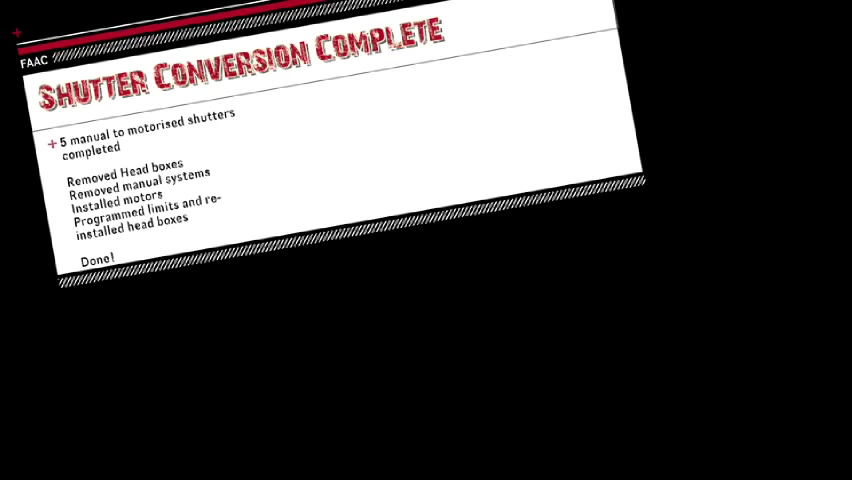 FAAC
SHUTTER CONVERSION COMPLETE
+ 5 manual to motorised shutters
completed
Removed Head boxes
Removed manual systems
Installed motors
Programmed limits and re-
installed head boxes
Done!